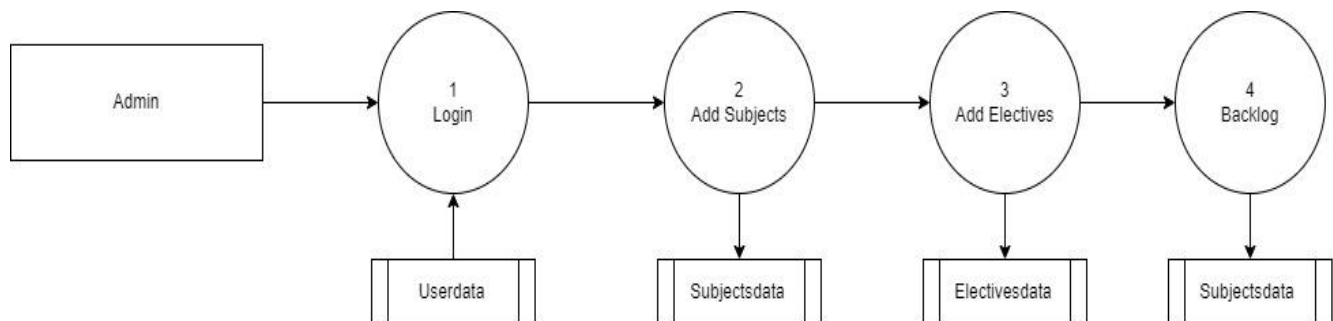 Admin
1
Login
2
Add Subjects
3
Add Electives
4
Backlog
Userdata
Subjectsdata
Electivesdata
Subjectsdata